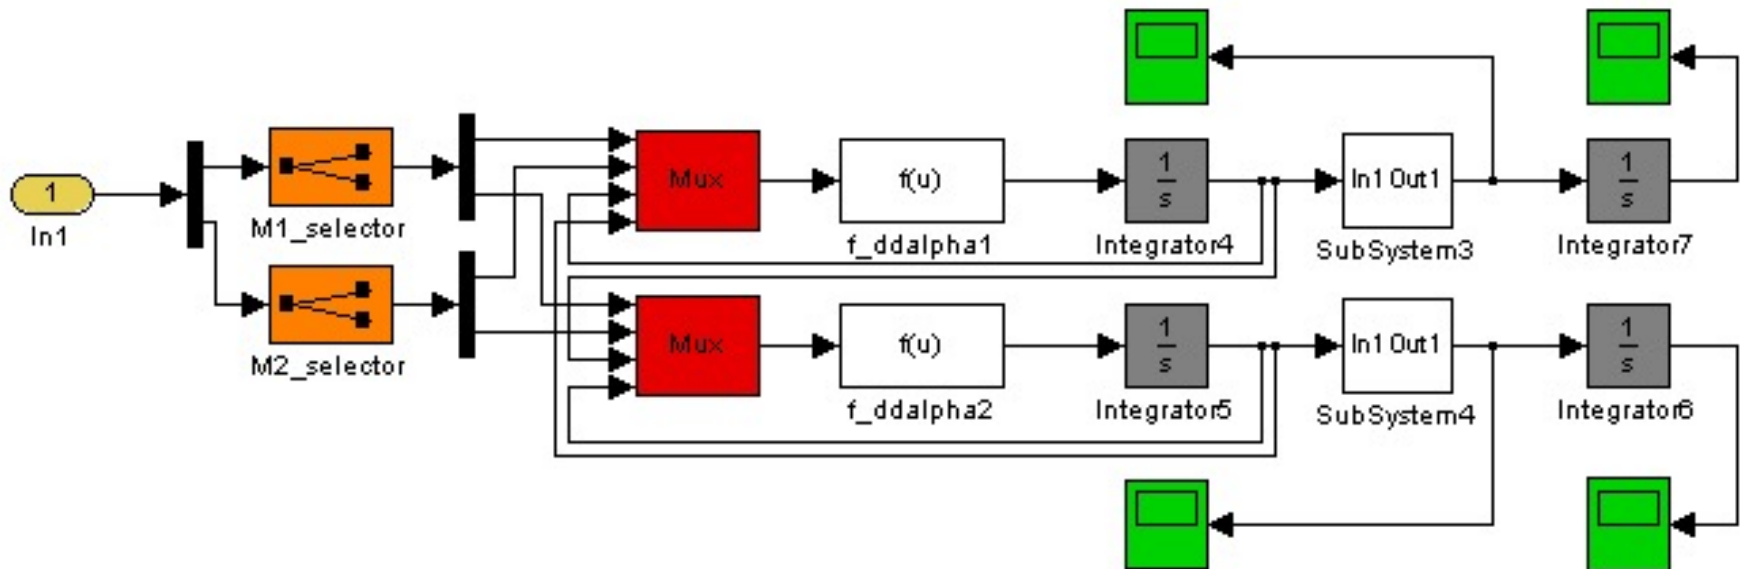 1
In1
M1_selector
M2_selector
Mux
f(u)
f_ddalpha1
1
s
Integrator4
In1 Out1
SubSystem3
1
s
Integrator7
Mux
f(u)
f_ddalpha2
1
s
Integrator5
In1 Out1
SubSystem4
1
s
Integrator6